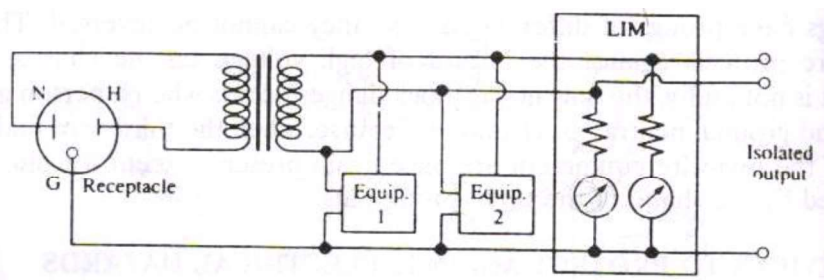 LIM
N H
G Receptacle
Equip.
1
Equip.
2
Isolated
output